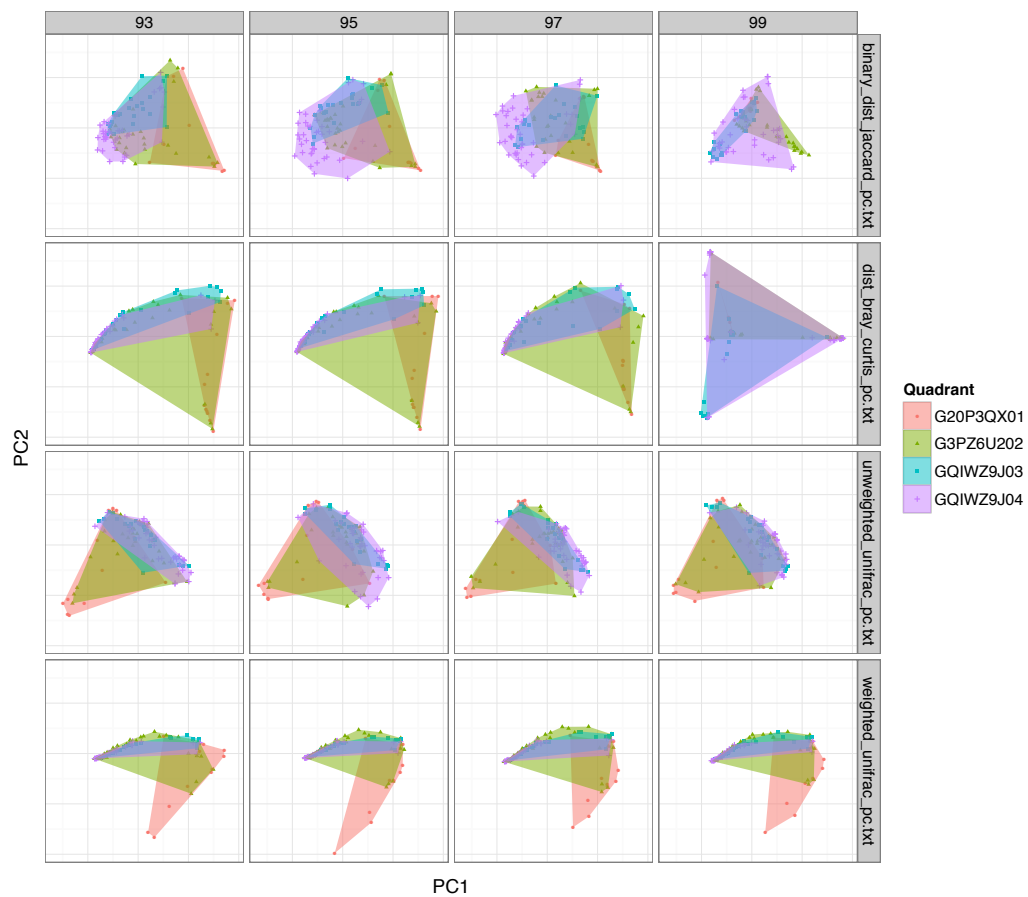 93
95
97
99
binary_dist_jaccard_pc.txt
dist_bray_curtis_pc.txt
unweighted_unifrac_pc.txt
weighted_unifrac_pc.txt
PC2
PC1
Quadrant
G20P3QX01
G3PZ6U202
GQIWZ9J03
GQIWZ9J04